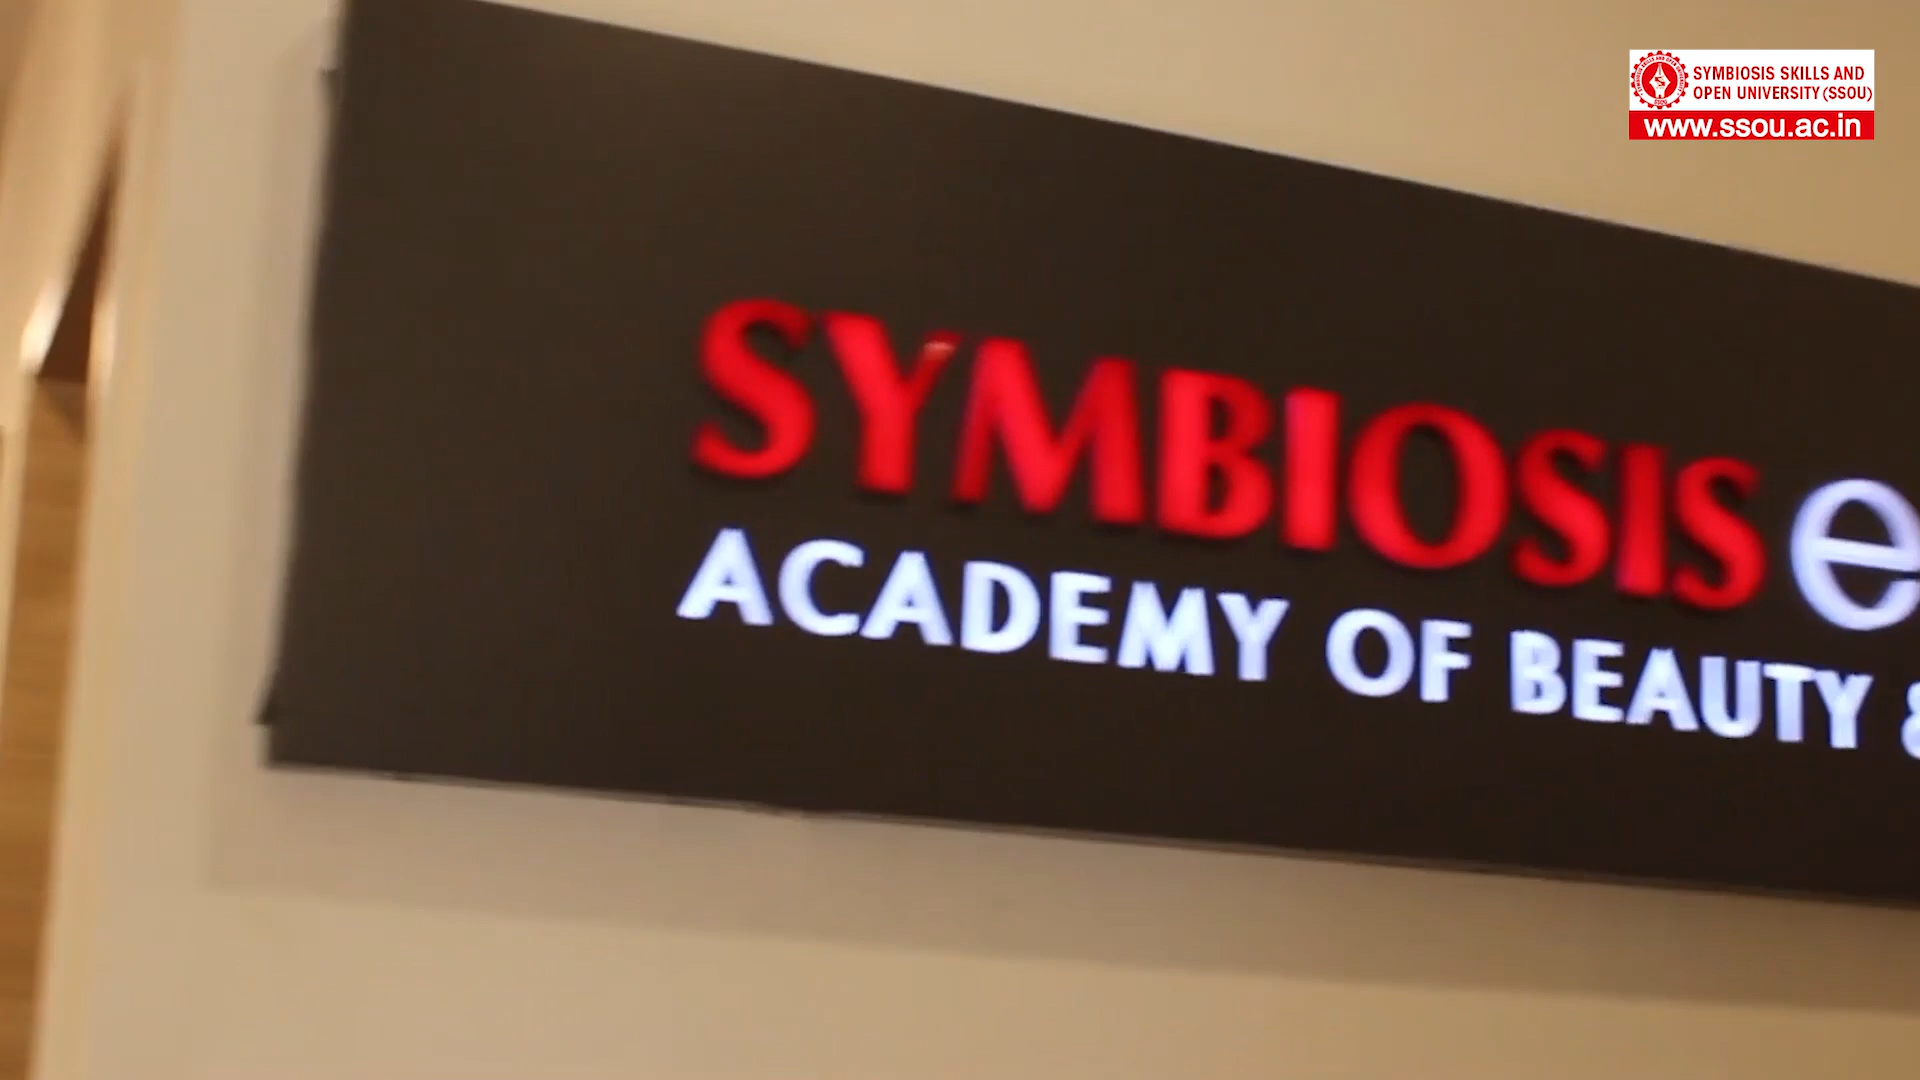 SYMBIOSIS SKILLS AND
OPEN UNIVERSITY (SSOU)
www.ssou.ac.in
SYMBIOSIS e
ACADEMY OF BEAUTY &